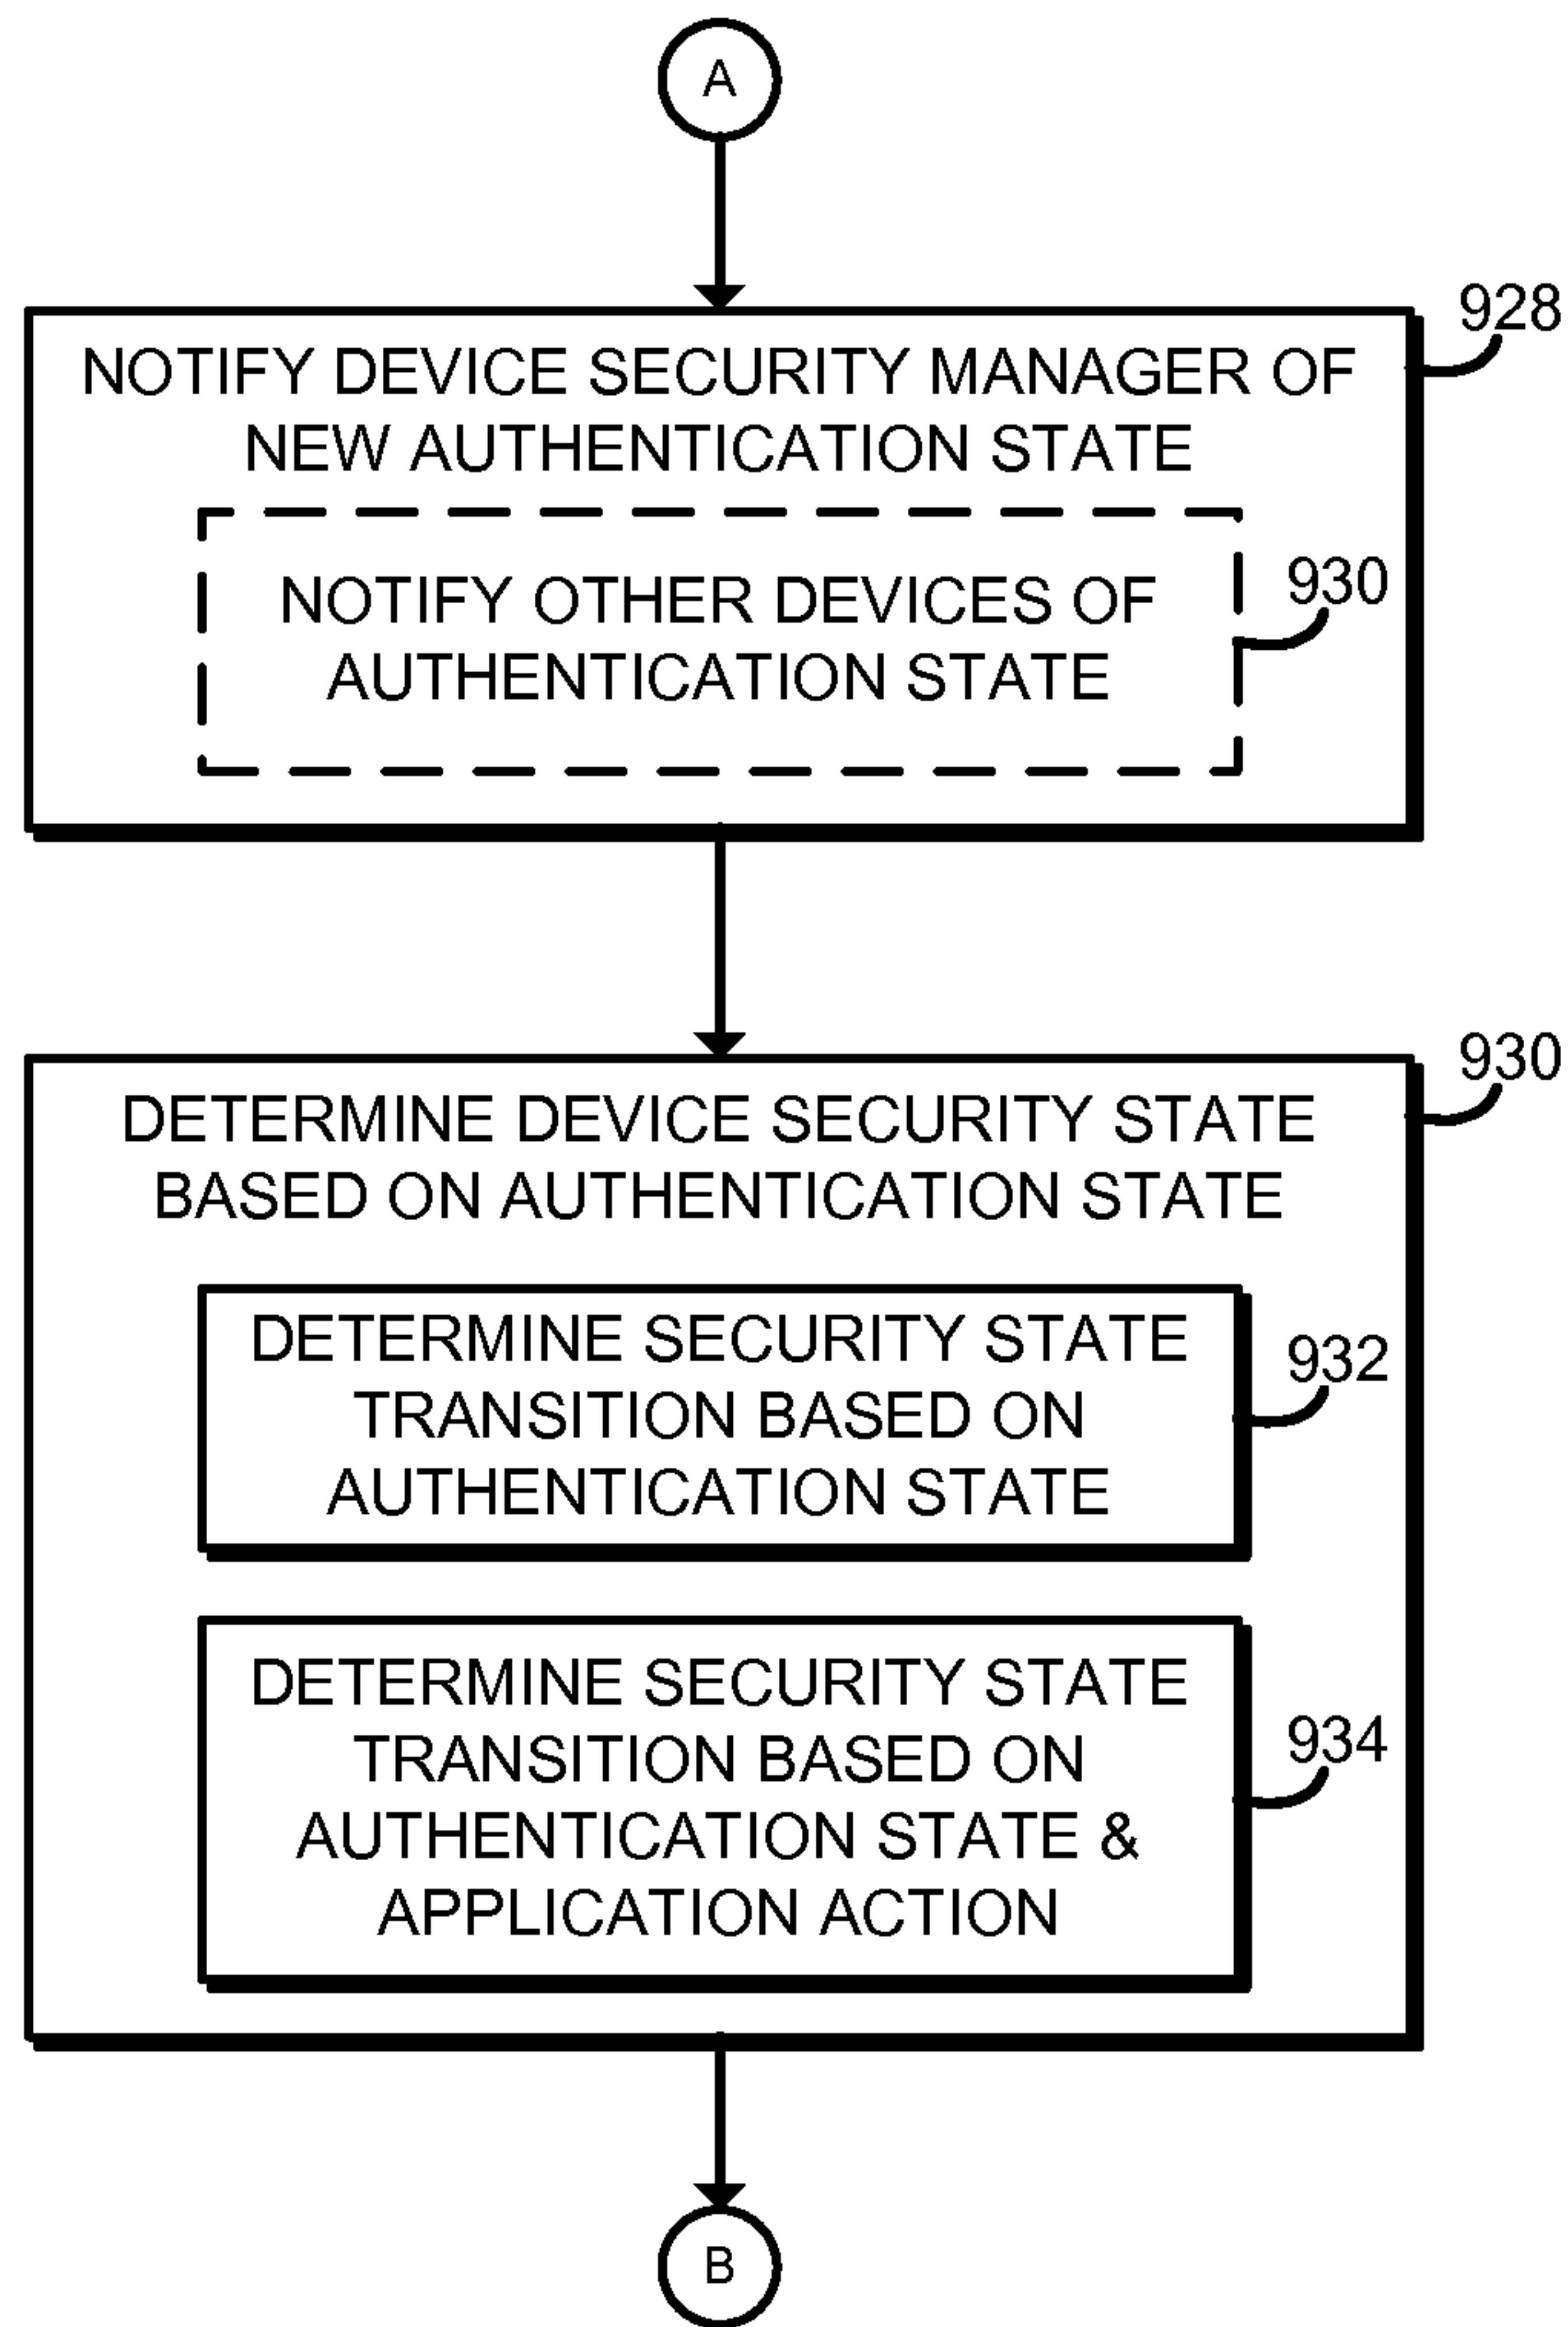 A
928
NOTIFY DEVICE SECURITY MANAGER OF
NEW AUTHENTICATION STATE
930
NOTIFY OTHER DEVICES OF
AUTHENTICATION STATE
930
DETERMINE DEVICE SECURITY STATE
BASED ON AUTHENTICATION STATE
932
DETERMINE SECURITY STATE
TRANSITION BASED ON
AUTHENTICATION STATE
934
DETERMINE SECURITY STATE
TRANSITION BASED ON
AUTHENTICATION STATE &
APPLICATION ACTION
B